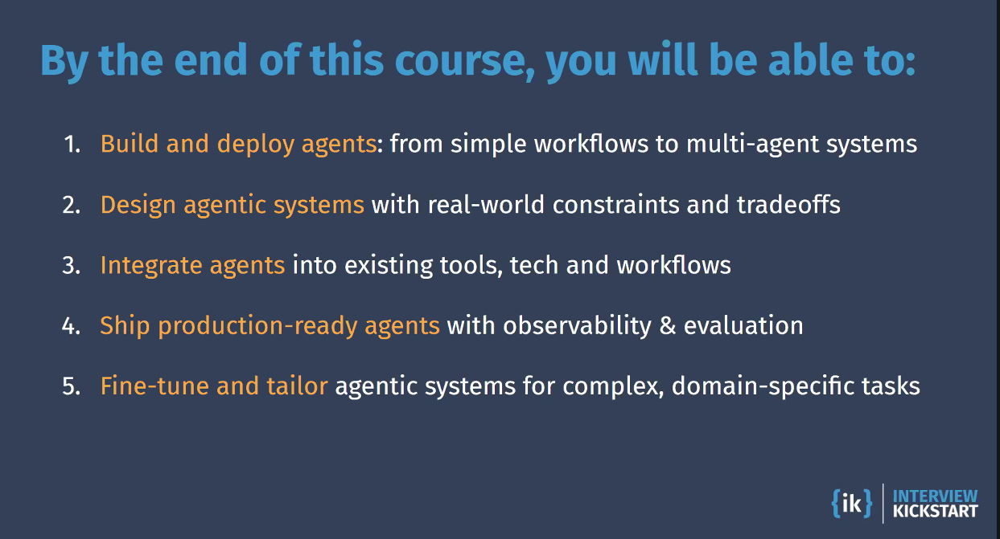 By the end of this course, you will be able to:
1. Build and deploy agents: from simple workflows to multi-agent systems
2. Design agentic systems with real-world constraints and tradeoffs
3. Integrate agents into existing tools, tech and workflows
4. Ship production-ready agents with observability & evaluation
5. Fine-tune and tailor agentic systems for complex, domain-specific tasks
{ik} INTERVIEW
KICKSTART